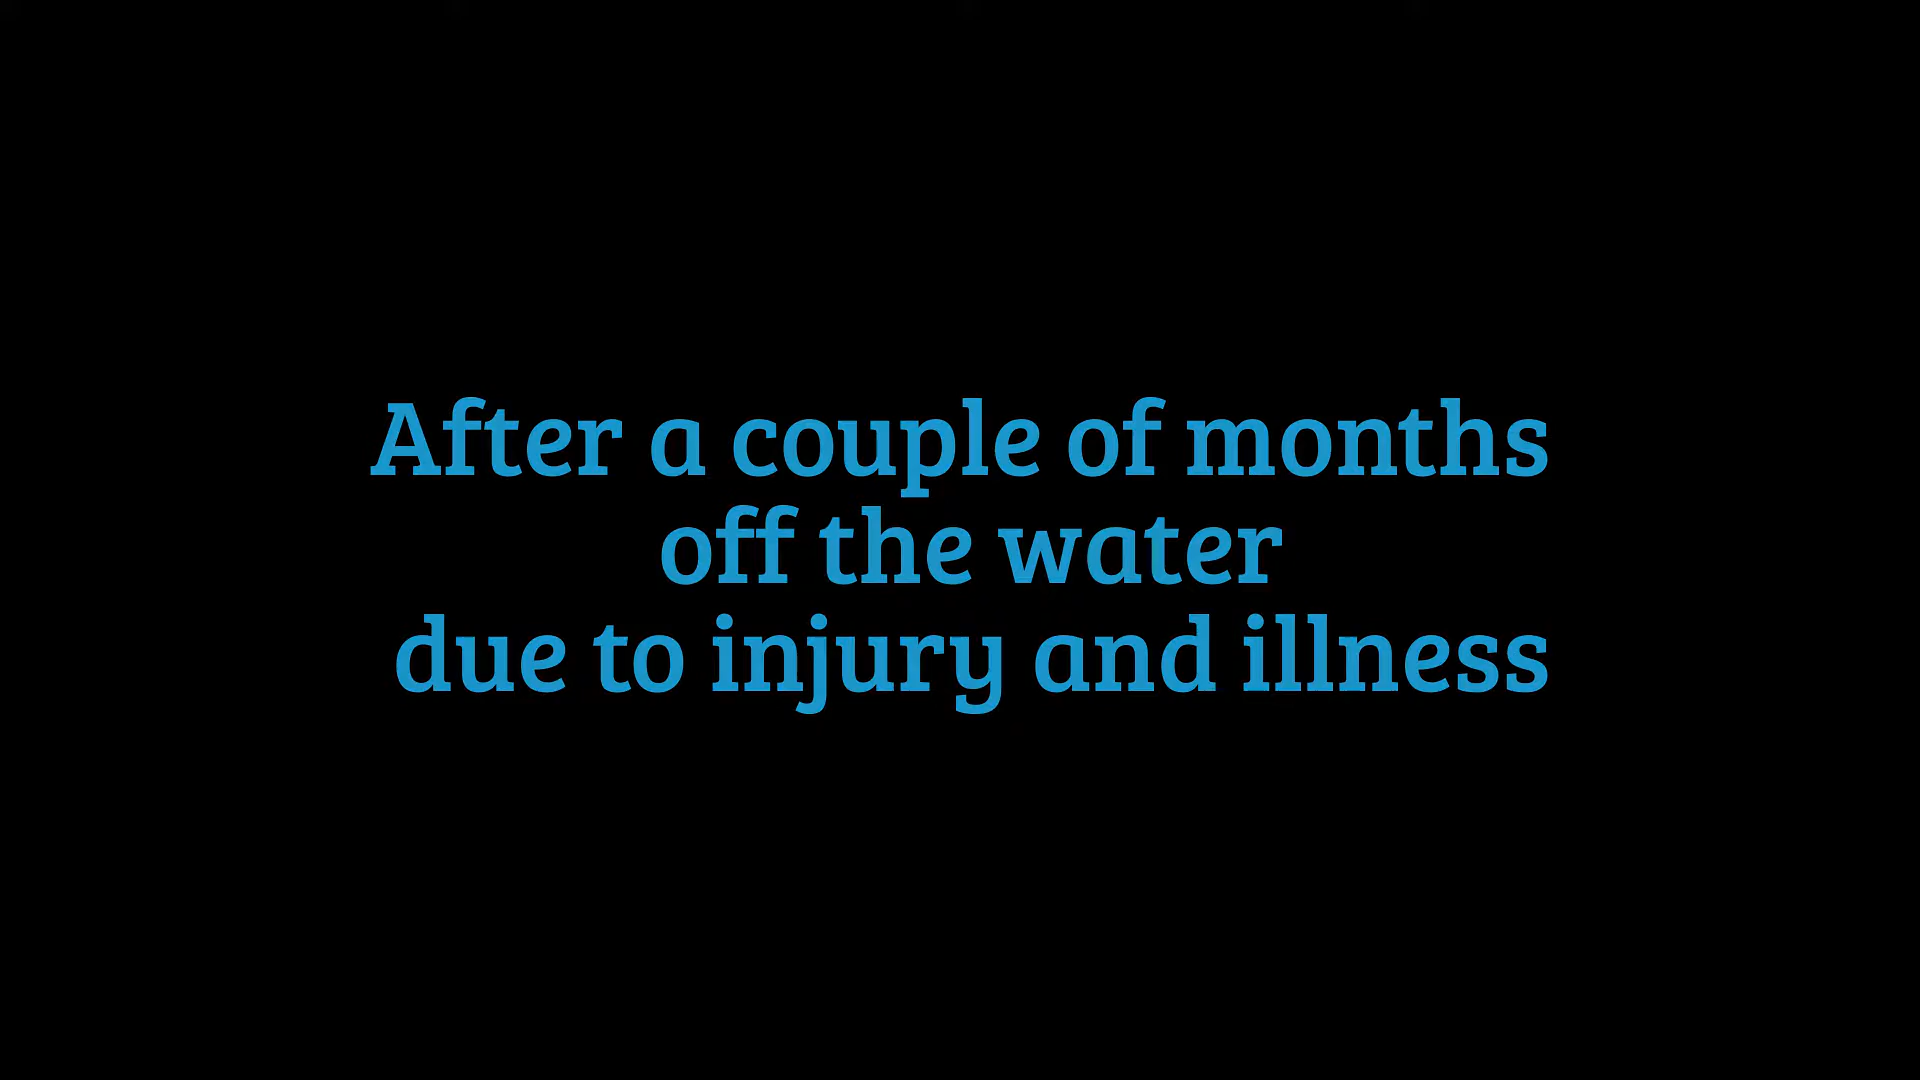 After a couple of months
off the water
due to injury and illness